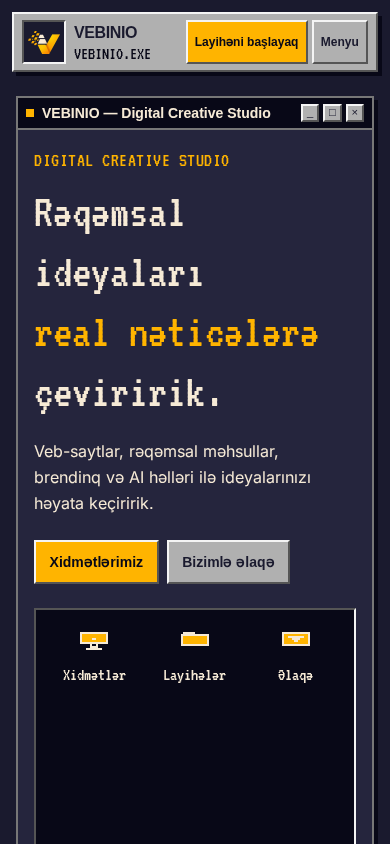 VEBINIO
VEBINIO.EXE
Layihəni başlayaq
Menyu
VEBINIO — Digital Creative Studio
DIGITAL CREATIVE STUDIO
Rəqəmsal
ideyaları
real nəticələrə
çeviririk.
Veb-saytlar, rəqəmsal məhsullar,
brendinq və AI həlləri ilə ideyalarınızı
həyata keçiririk.
Xidmətlərimiz
Bizimlə əlaqə
Xidmətlər
Layihələr
Əlaqə